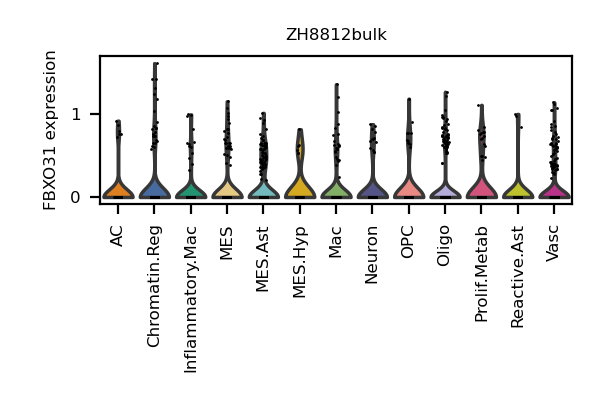 ZH8812bulk
FBXO31 expression
1
0
AC
Chromatin.Reg
Inflammatory.Mac
MES
MES.Ast
MES.Hyp
Mac
Neuron
OPC
Oligo
Prolif.Metab
Reactive.Ast
Vasc